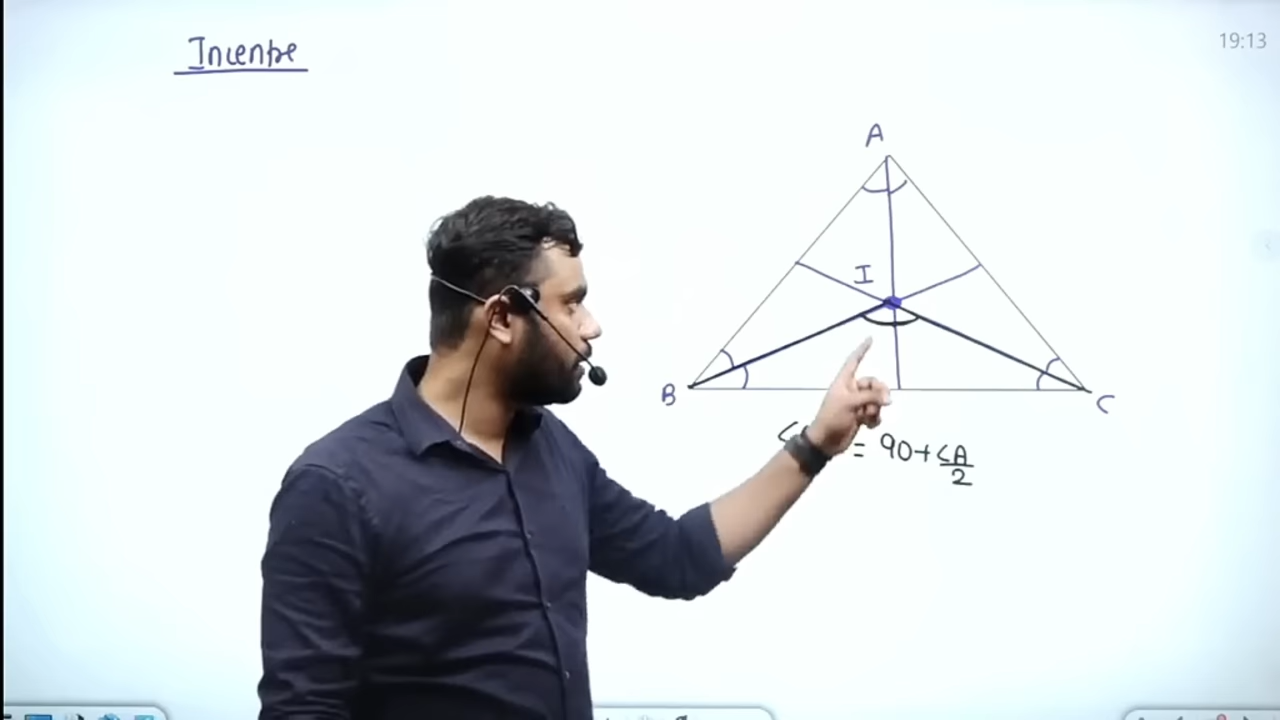 Incentre
19:13
A
I
B
C
= 90+∠A/2